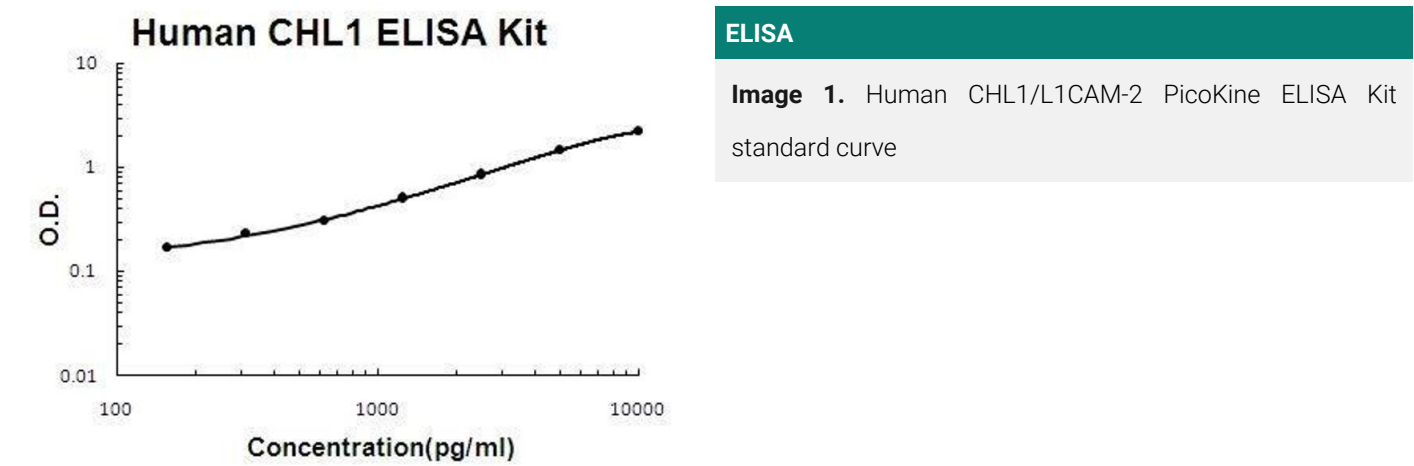 Human CHL1 ELISA Kit
10
1
0.1
0.01
O.D.
100 1000 10000
Concentration(pg/ml)
ELISA
Image 1. Human CHL1/L1CAM-2 PicoKine ELISA Kit
standard curve